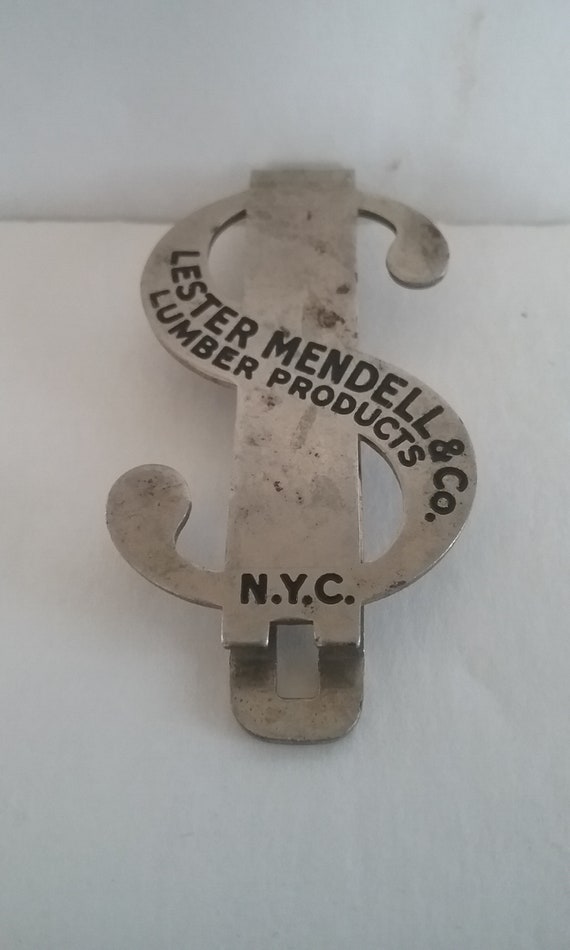 LESTER MENDELL & Co.
LUMBER PRODUCTS
N.Y.C.